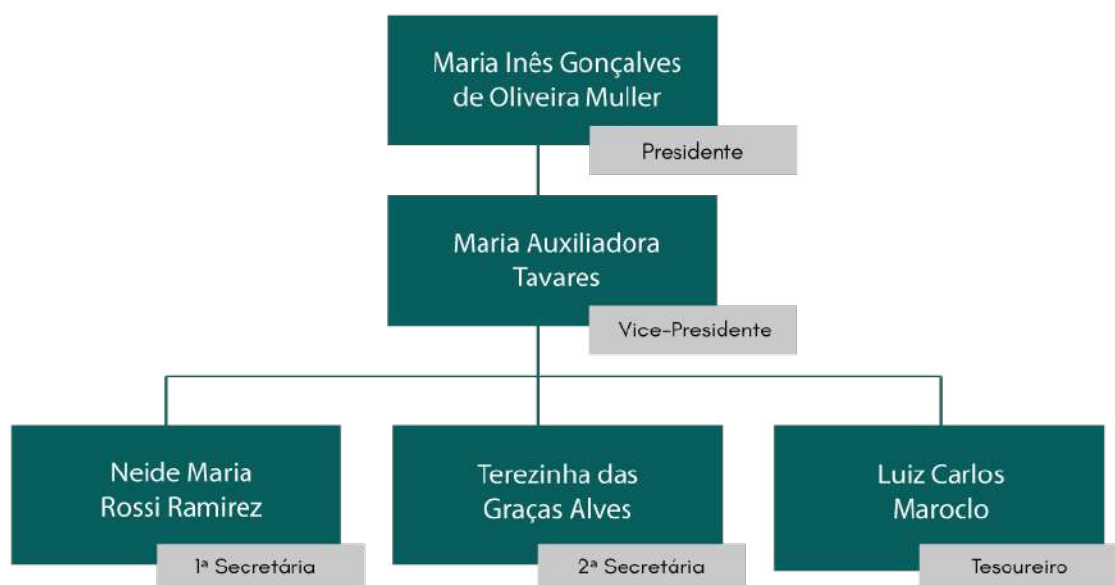 Maria Inês Gonçalves
de Oliveira Muller
Presidente
Maria Auxiliadora
Tavares
Vice-Presidente
Neide Maria
Rossi Ramirez
1ª Secretária
Terezinha das
Graças Alves
2ª Secretária
Luiz Carlos
Maroclo
Tesoureiro